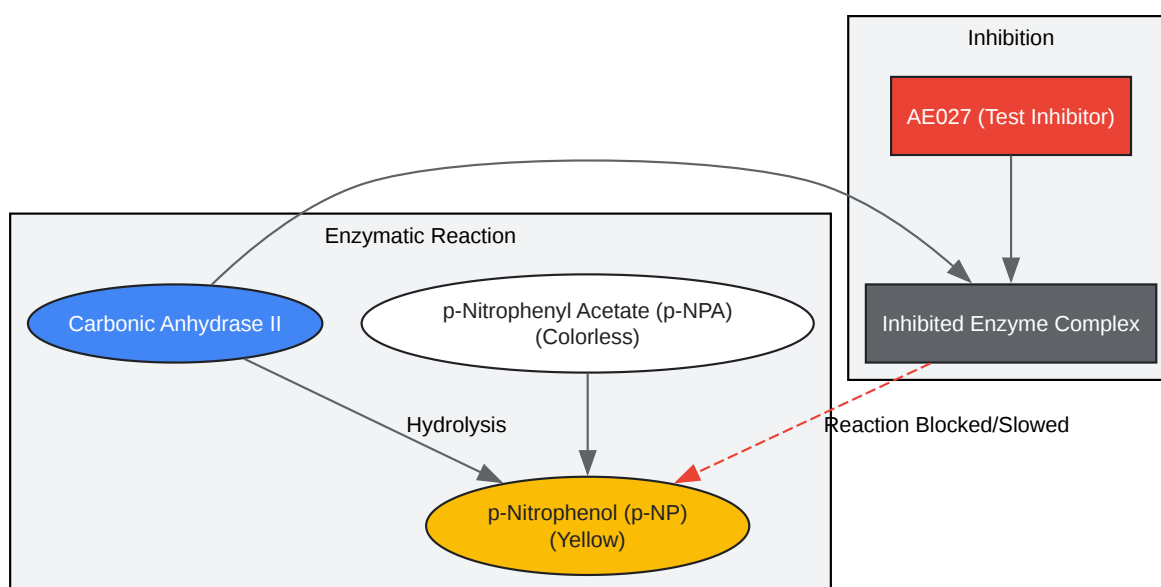 Inhibition
AE027 (Test Inhibitor)
Enzymatic Reaction
Carbonic Anhydrase II
p-Nitrophenyl Acetate (p-NPA)
(Colorless)
Inhibited Enzyme Complex
Hydrolysis
Reaction Blocked/Slowed
p-Nitrophenol (p-NP)
(Yellow)